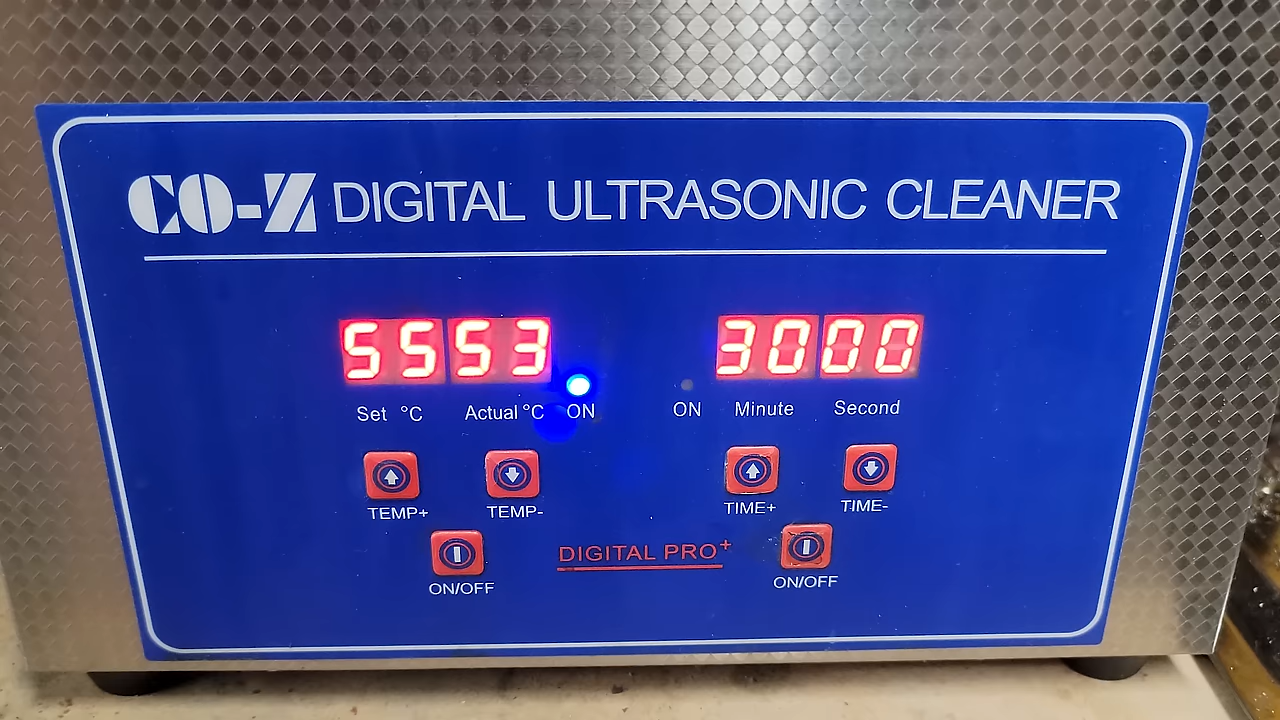 CO-Z DIGITAL ULTRASONIC CLEANER
5553 3000
Set °C Actual °C ON ON Minute Second
TEMP+ TEMP- TIME+ TIME-
DIGITAL PRO+
ON/OFF ON/OFF